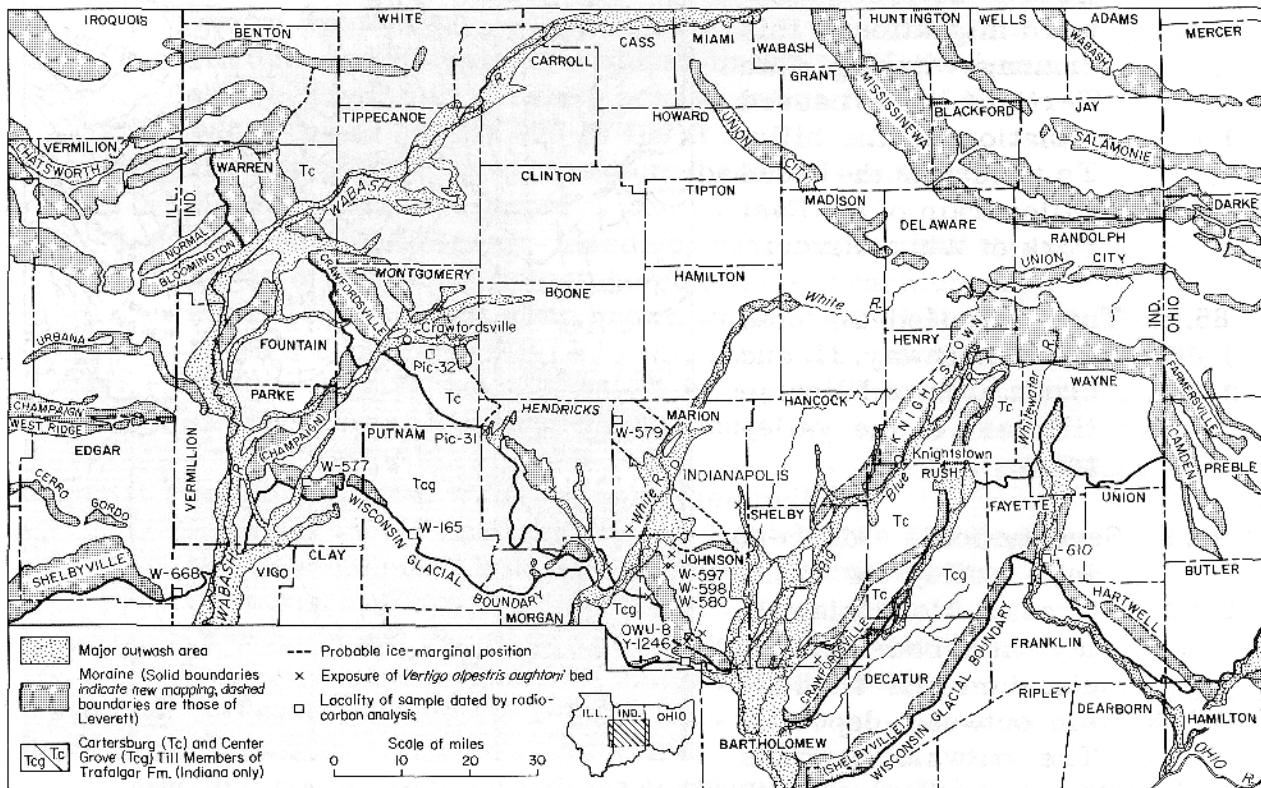 IROQUOIS
BENTON
WHITE
CASS
MIAMI
WABASH
HUNTINGTON
WELLS
ADAMS
MERCER
WABASH
CARROLL
GRANT
MISSISSINEWA
BLACKFORD
JAY
TIPPECANOE
R.
HOWARD
UNION
CITY
SALAMONIE
VERMILION
CHATSWORTH
WARREN
Tc
WABASH
CLINTON
TIPTON
MADISON
DELAWARE
DARKE
RANDOLPH
ILL.
IND.
NORMAL
BLOOMINGTON
CRAWFORDSVILLE
MONTGOMERY
BOONE
HAMILTON
White R.
UNION CITY
IND.
OHIO
Crawfordsville
Pic-32
URBANA
FOUNTAIN
HENRY
KNIGHTSTOWN
R.
WAYNE
Whitewater
FARMERSVILLE
CAMDEN
PREBLE
PARKE
(CHAMPAIGN)
Tc
HENDRICKS
MARION
HANCOCK
Tc
CHAMPAIGN
WEST RIDGE
EDGAR
PUTNAM
Pic-31
W-579
Knightstown
Blue R.
RUSH
VERMILLION
R.
W-577
Tcg
INDIANAPOLIS
White R.
SHELBY
FAYETTE
UNION
CERRO
GORDO
WISCONSIN GLACIAL BOUNDARY
W-165
Big
Tc
I-610
BUTLER
SHELBYVILLE
W-668
WABASH
VIGO
CLAY
MORGAN
JOHNSON
W-597
W-598
W-580
Tcg
OWU-8
Y-1246
Tc
Tcg
CRAWFORDSVILLE
DECATUR
FRANKLIN
HARTWELL
BARTHOLOMEW
(SHELBYVILLE)
WISCONSIN GLACIAL BOUNDARY
RIPLEY
DEARBORN
HAMILTON
OHIO R.
Major outwash area
Moraine (Solid boundaries
indicate new mapping, dashed
boundaries are those of
Leverett)
Tcg Tc
Cartersburg (Tc) and Center
Grove (Tcg) Till Members of
Trafalgar Fm. (Indiana only)
Probable ice-marginal position
Exposure of Vertigo alpestris oughtoni bed
Locality of sample dated by radio-
carbon analysis
Scale of miles
0 10 20 30
ILL. IND. OHIO